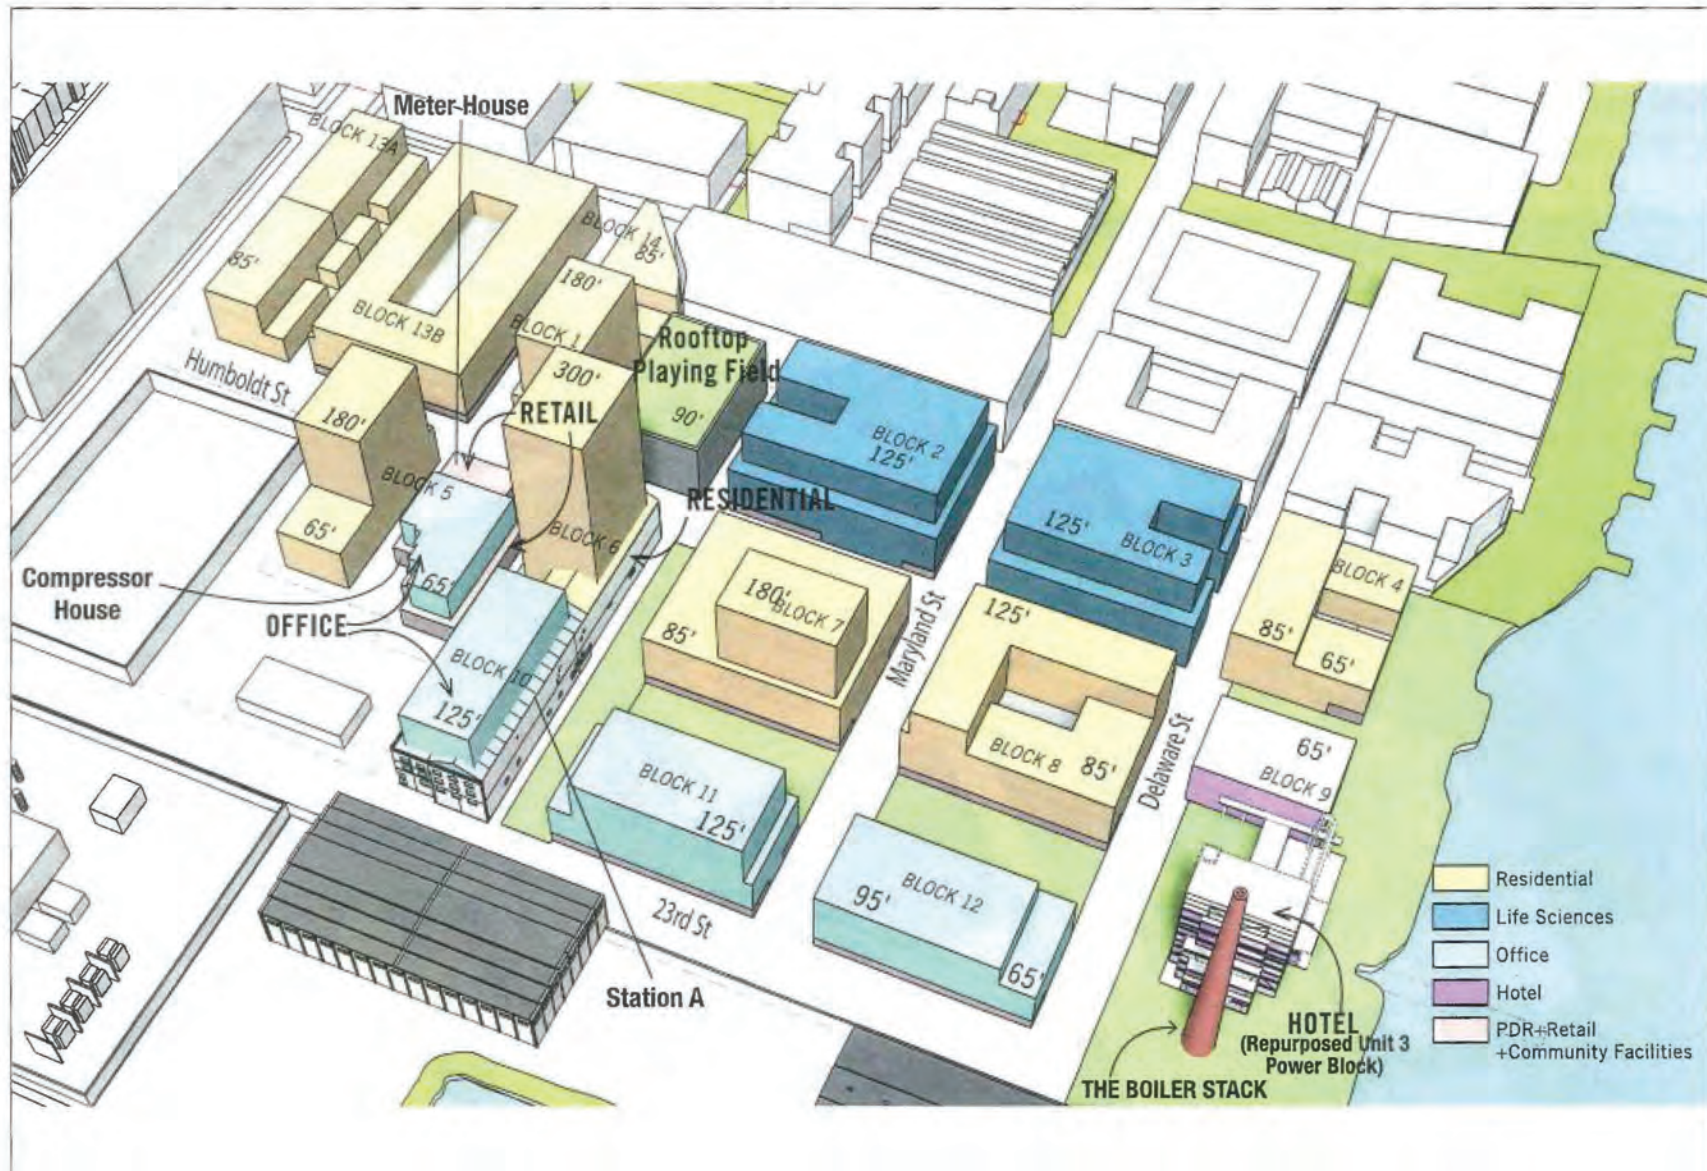 Meter House
BLOCK 13A
85'
BLOCK 13B
BLOCK 14
85'
180'
BLOCK 1
Rooftop
Playing Field
90'
Humboldt St
300'
RETAIL
180'
65'
BLOCK 5
65'
BLOCK 6
RESIDENTIAL
BLOCK 2
125'
125'
BLOCK 3
BLOCK 4
85'
65'
Compressor
House
OFFICE
BLOCK 10
125'
180'
BLOCK 7
85'
Maryland St
125'
BLOCK 8
85'
Delaware St
65'
BLOCK 9
BLOCK 11
125'
BLOCK 12
95'
65'
23rd St
Station A
HOTEL
(Repurposed Unit 3
Power Block)
THE BOILER STACK
Residential
Life Sciences
Office
Hotel
PDR+Retail
+Community Facilities